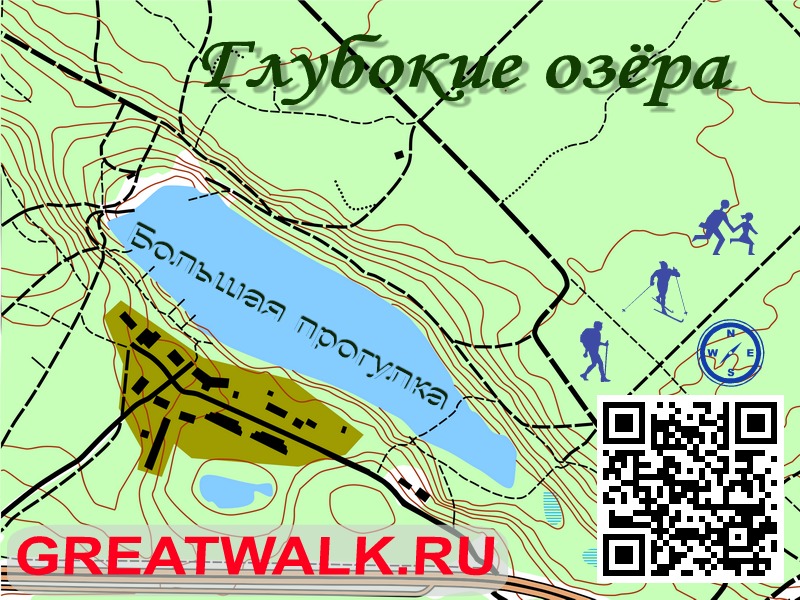 Глубокие озёра
Большая прогулка
N
W E
S
GREATWALK.RU